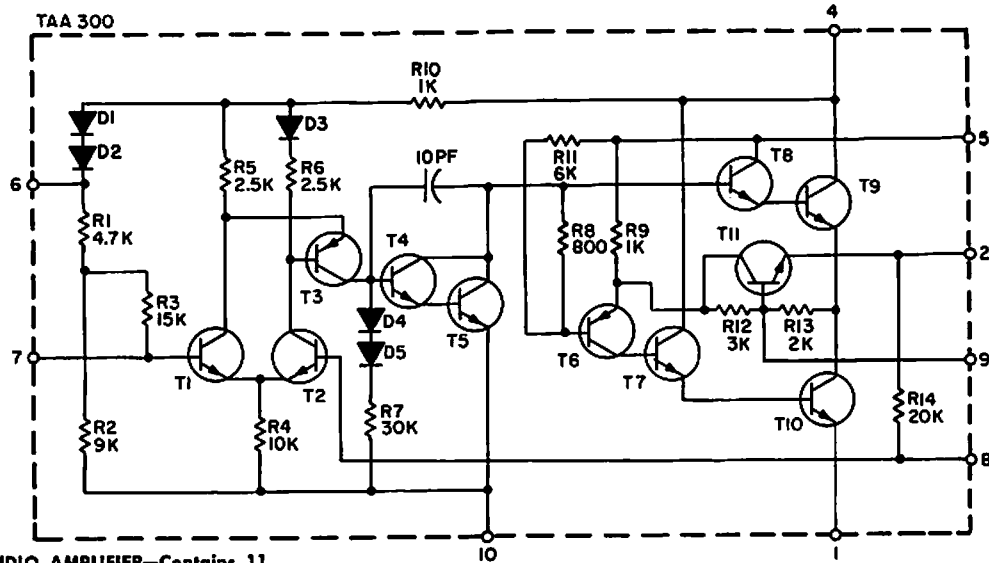 TAA 300
4
R10
1K
D1
D2
D3
10PF
R5
2.5K
R6
2.5K
R11
6K
T8
5
6
T9
R1
4.7K
R8
800
R9
1K
T11
T4
2
T3
R3
15K
D4
T5
R12
3K
R13
2K
7
D5
T6
T7
9
T1
T2
R2
9K
R4
10K
R7
30K
T10
R14
20K
8
10
1